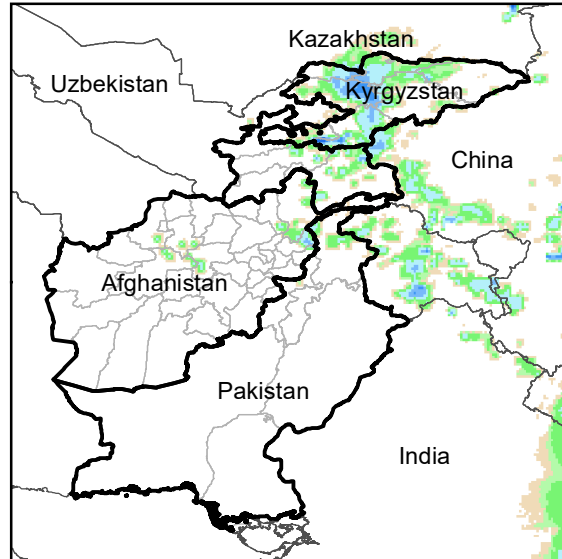 Kazakhstan
Uzbekistan
Kyrgyzstan
China
Afghanistan
Pakistan
India